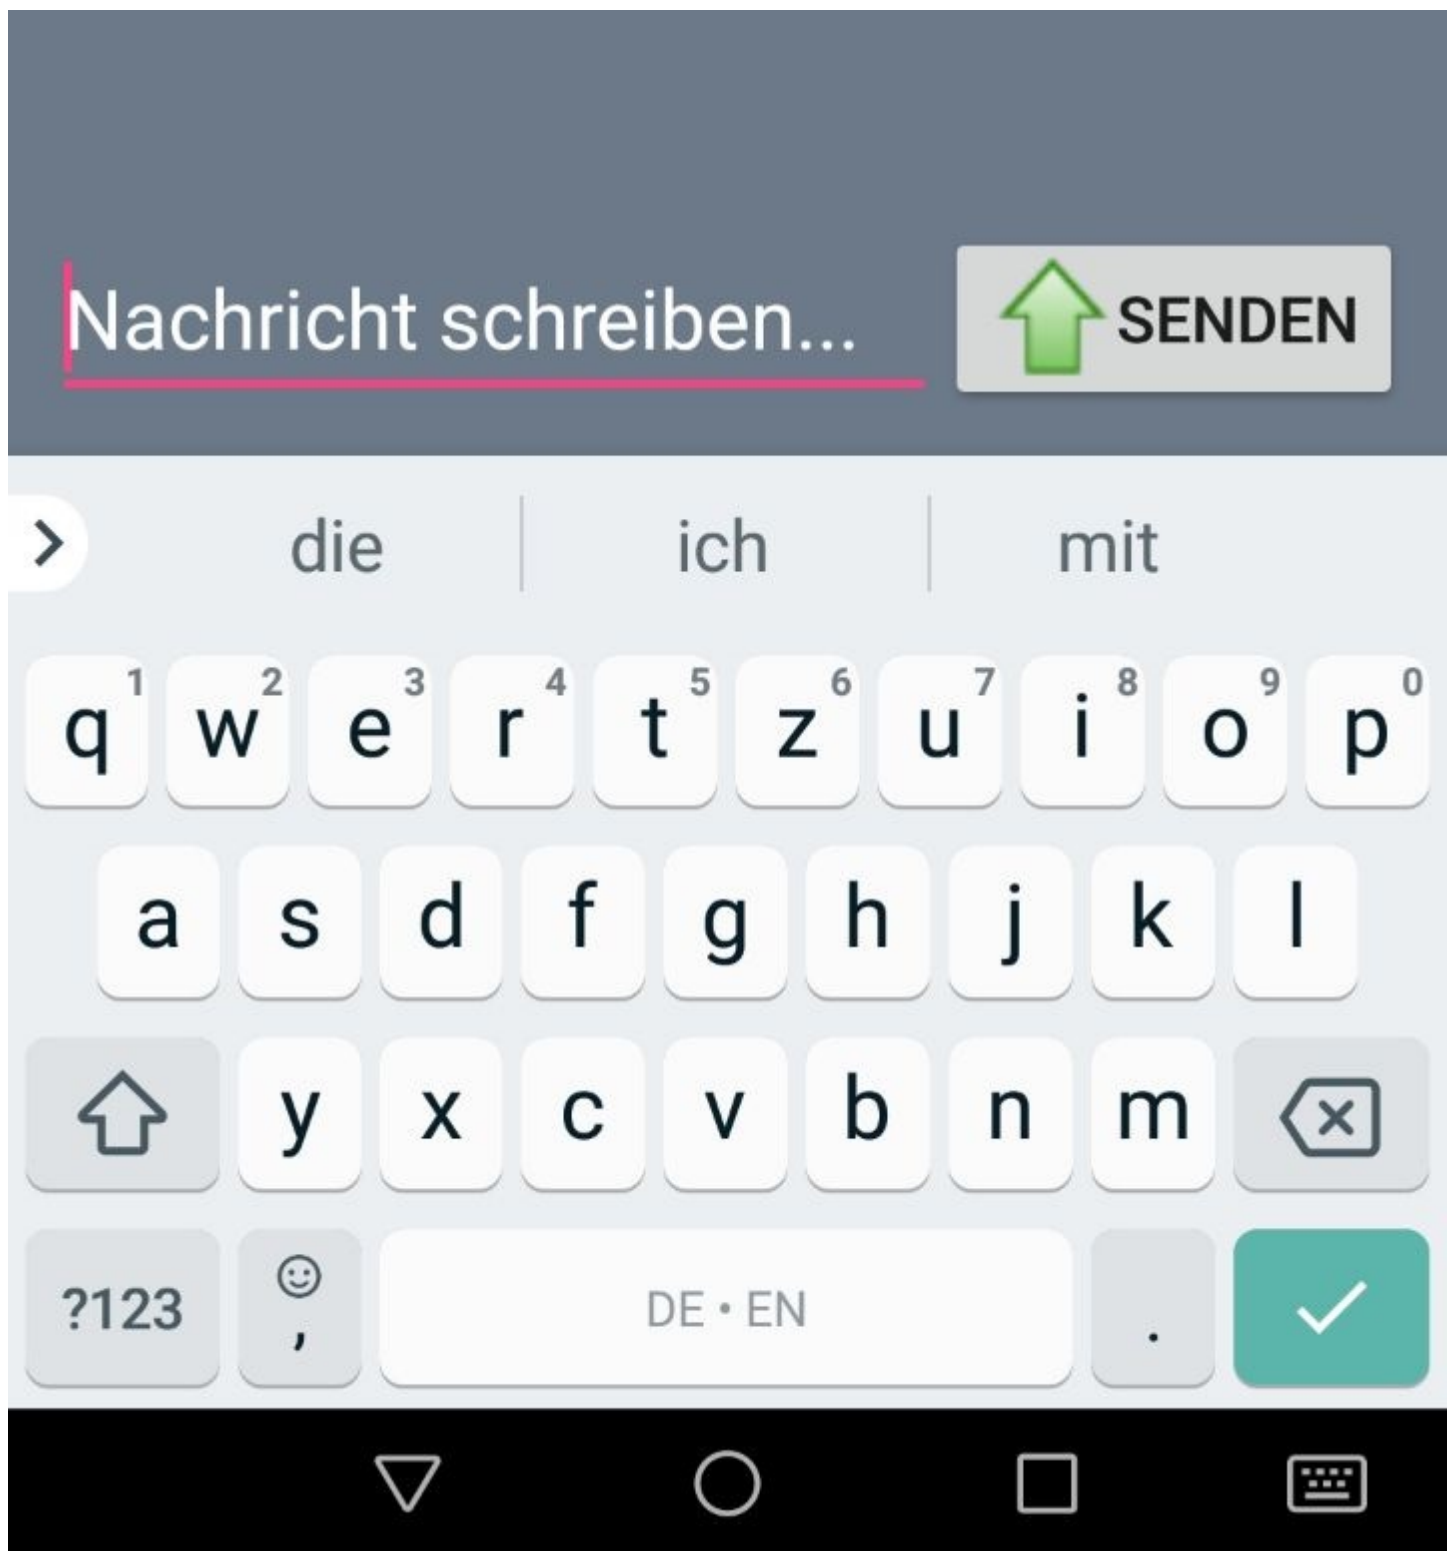 Nachricht schreiben...
SENDEN
die ich mit
q1 w2 e3 r4 t5 z6 u7 i8 o9 p0
a s d f g h j k l
y x c v b n m
?123 , DE • EN .